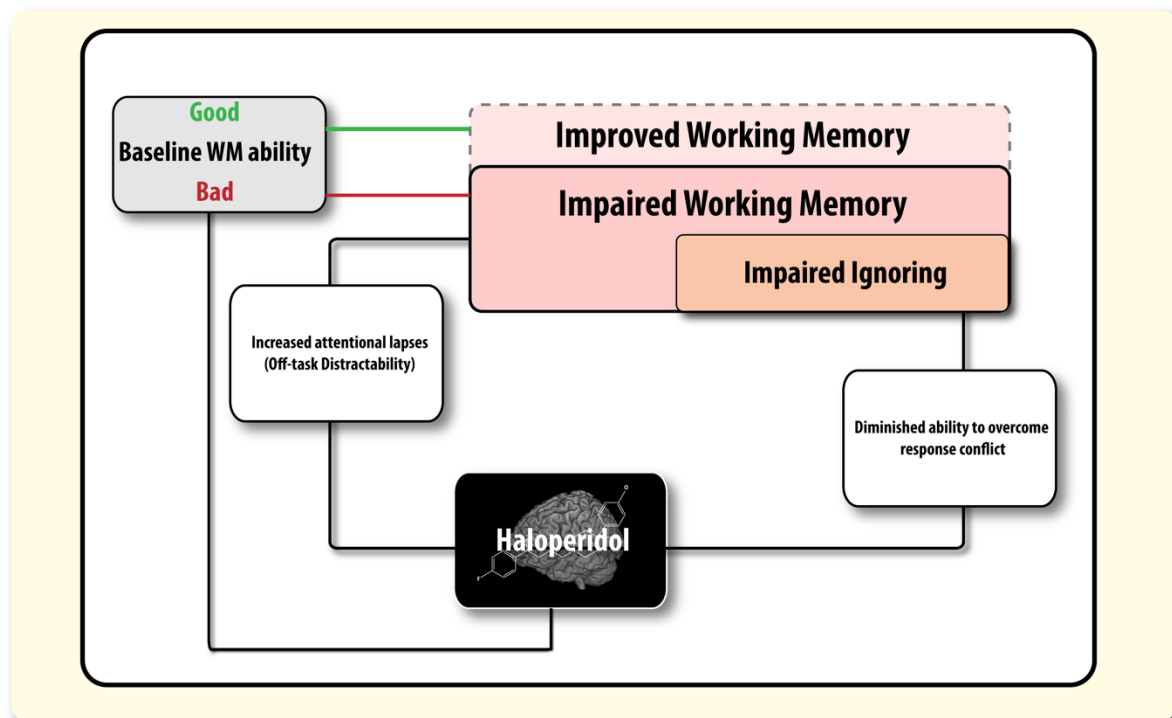 Good
Baseline WM ability
Bad
Improved Working Memory
Impaired Working Memory
Impaired Ignoring
Increased attentional lapses
(Off-task Distractability)
Diminished ability to overcome
response conflict
Haloperidol